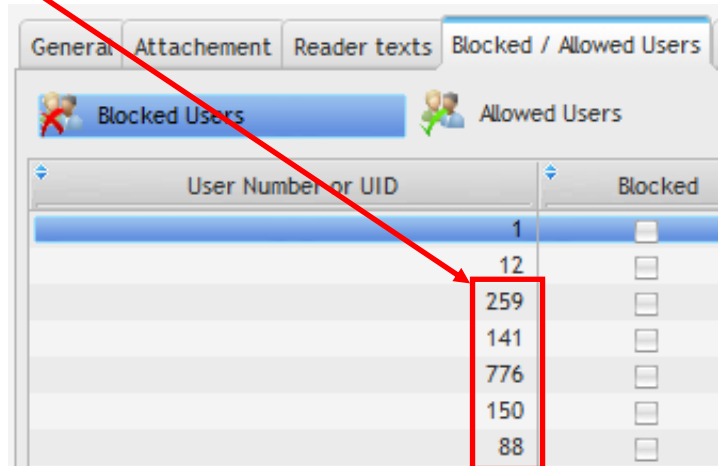 General Attachement Reader texts Blocked / Allowed Users
Blocked Users Allowed Users
User Number or UID Blocked
1
12
259
141
776
150
88